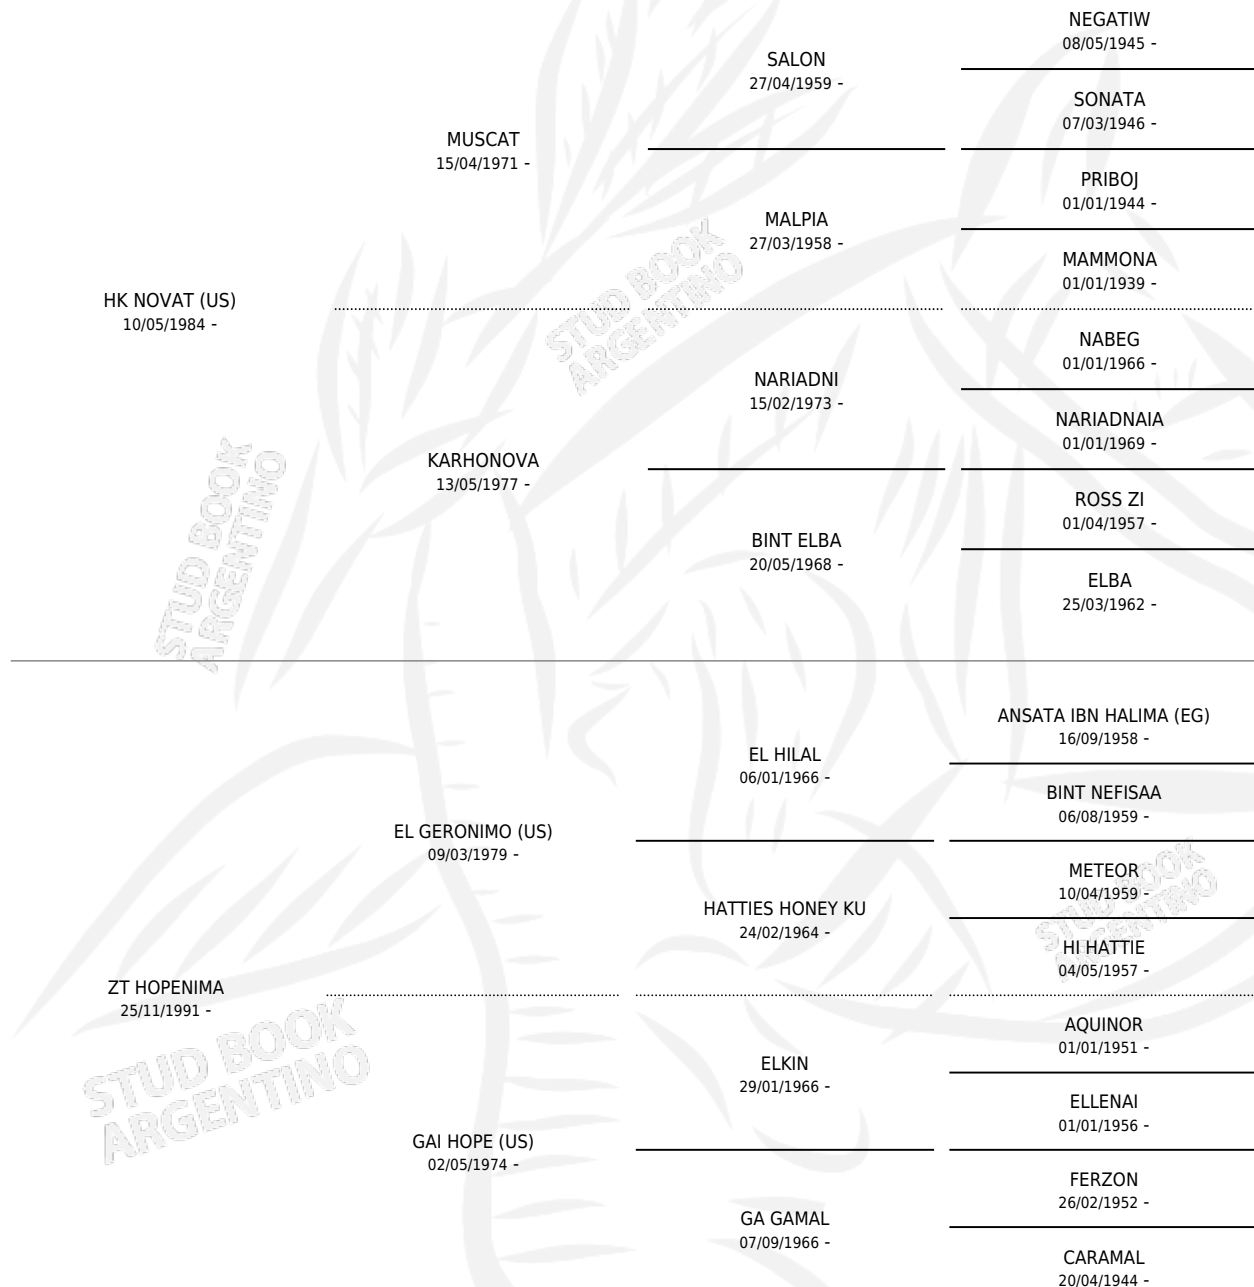 NEGATIW
08/05/1945 -
SALON
27/04/1959 -
SONATA
07/03/1946 -
MUSCAT
15/04/1971 -
PRIBOJ
01/01/1944 -
MALPIA
27/03/1958 -
MAMMONA
01/01/1939 -
HK NOVAT (US)
10/05/1984 -
NABEG
01/01/1966 -
NARIADNI
15/02/1973 -
NARIADNAIA
01/01/1969 -
KARHONOVA
13/05/1977 -
ROSS ZI
01/04/1957 -
BINT ELBA
20/05/1968 -
ELBA
25/03/1962 -
ANSATA IBN HALIMA (EG)
16/09/1958 -
EL HILAL
06/01/1966 -
BINT NEFISAA
06/08/1959 -
EL GERONIMO (US)
09/03/1979 -
METEOR
10/04/1959 -
HATTIES HONEY KU
24/02/1964 -
HI HATTIE
04/05/1957 -
ZT HOPENIMA
25/11/1991 -
AQUINOR
01/01/1951 -
ELKIN
29/01/1966 -
ELLENAI
01/01/1956 -
GAI HOPE (US)
02/05/1974 -
FERZON
26/02/1952 -
GA GAMAL
07/09/1966 -
CARAMAL
20/04/1944 -
STUD BOOK
ARGENTINO
STUD BOOK
ARGENTINO
STUD BOOK
ARGENTINO
STUD BOOK
ARGENTINO